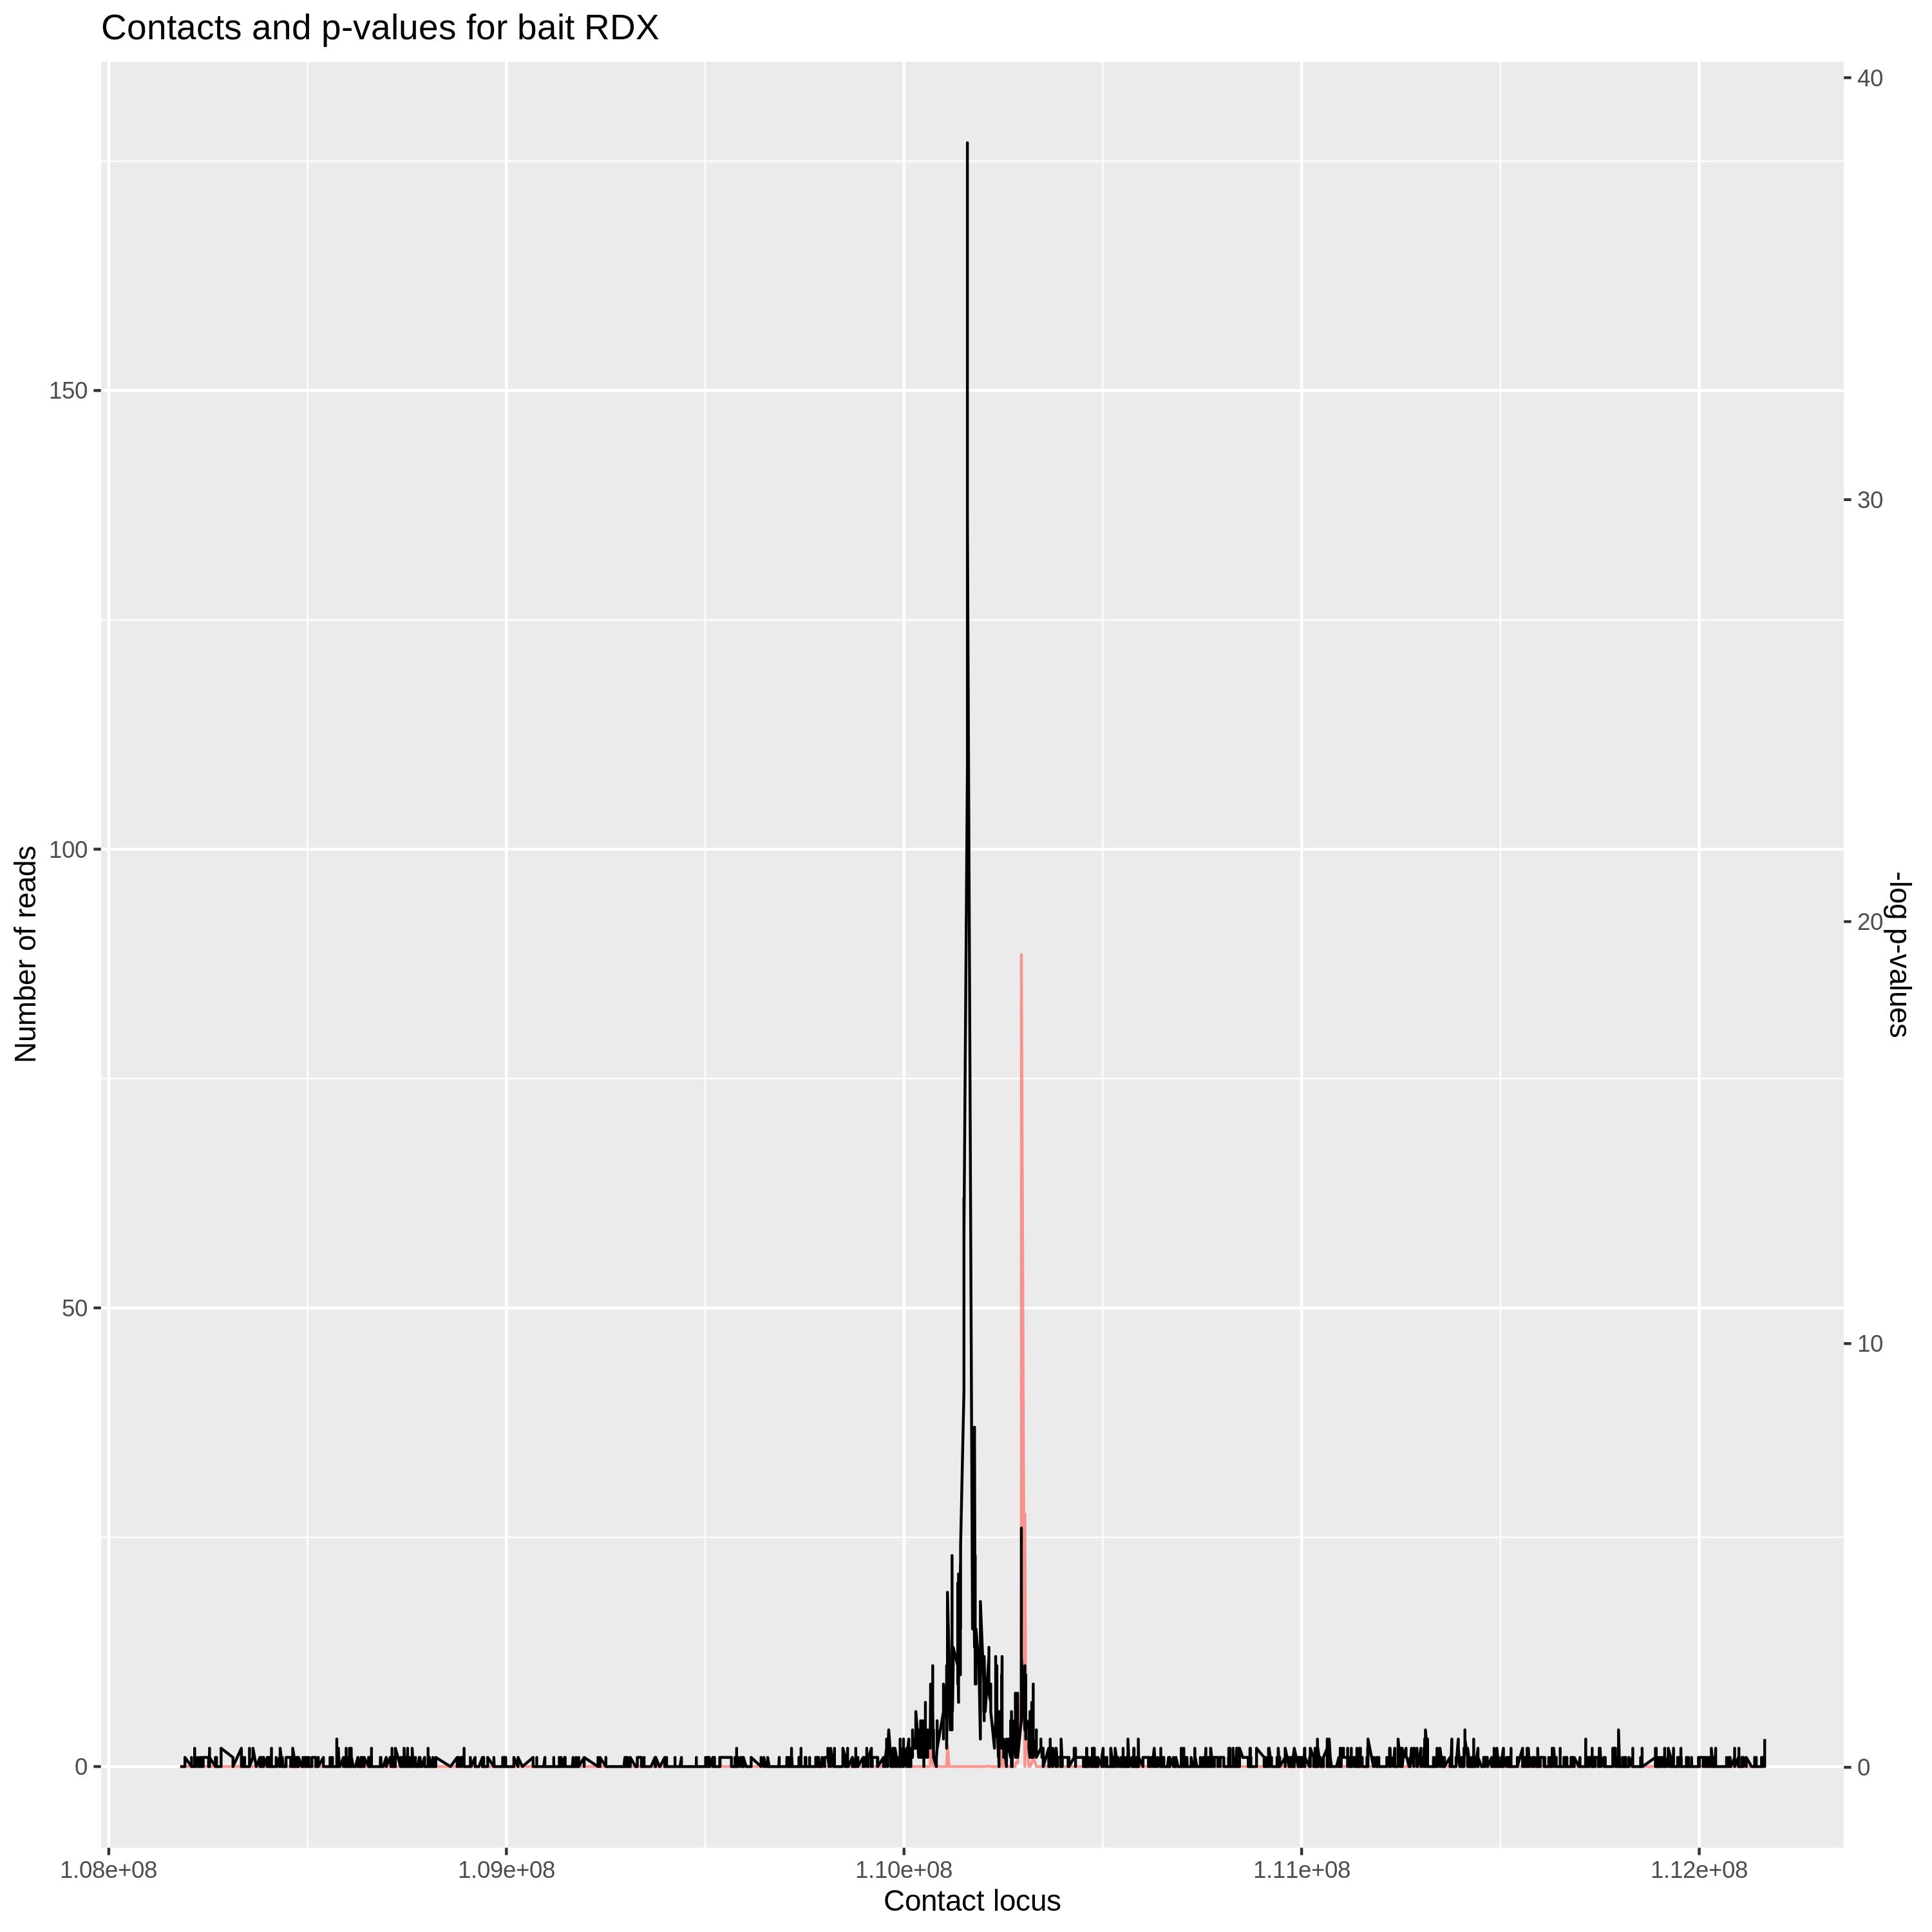 Contacts and p-values for bait RDX
40
150
30
100
20
Number of reads
-log p-values
50
10
0
0
1.08e+08
1.09e+08
1.10e+08
1.11e+08
1.12e+08
Contact locus